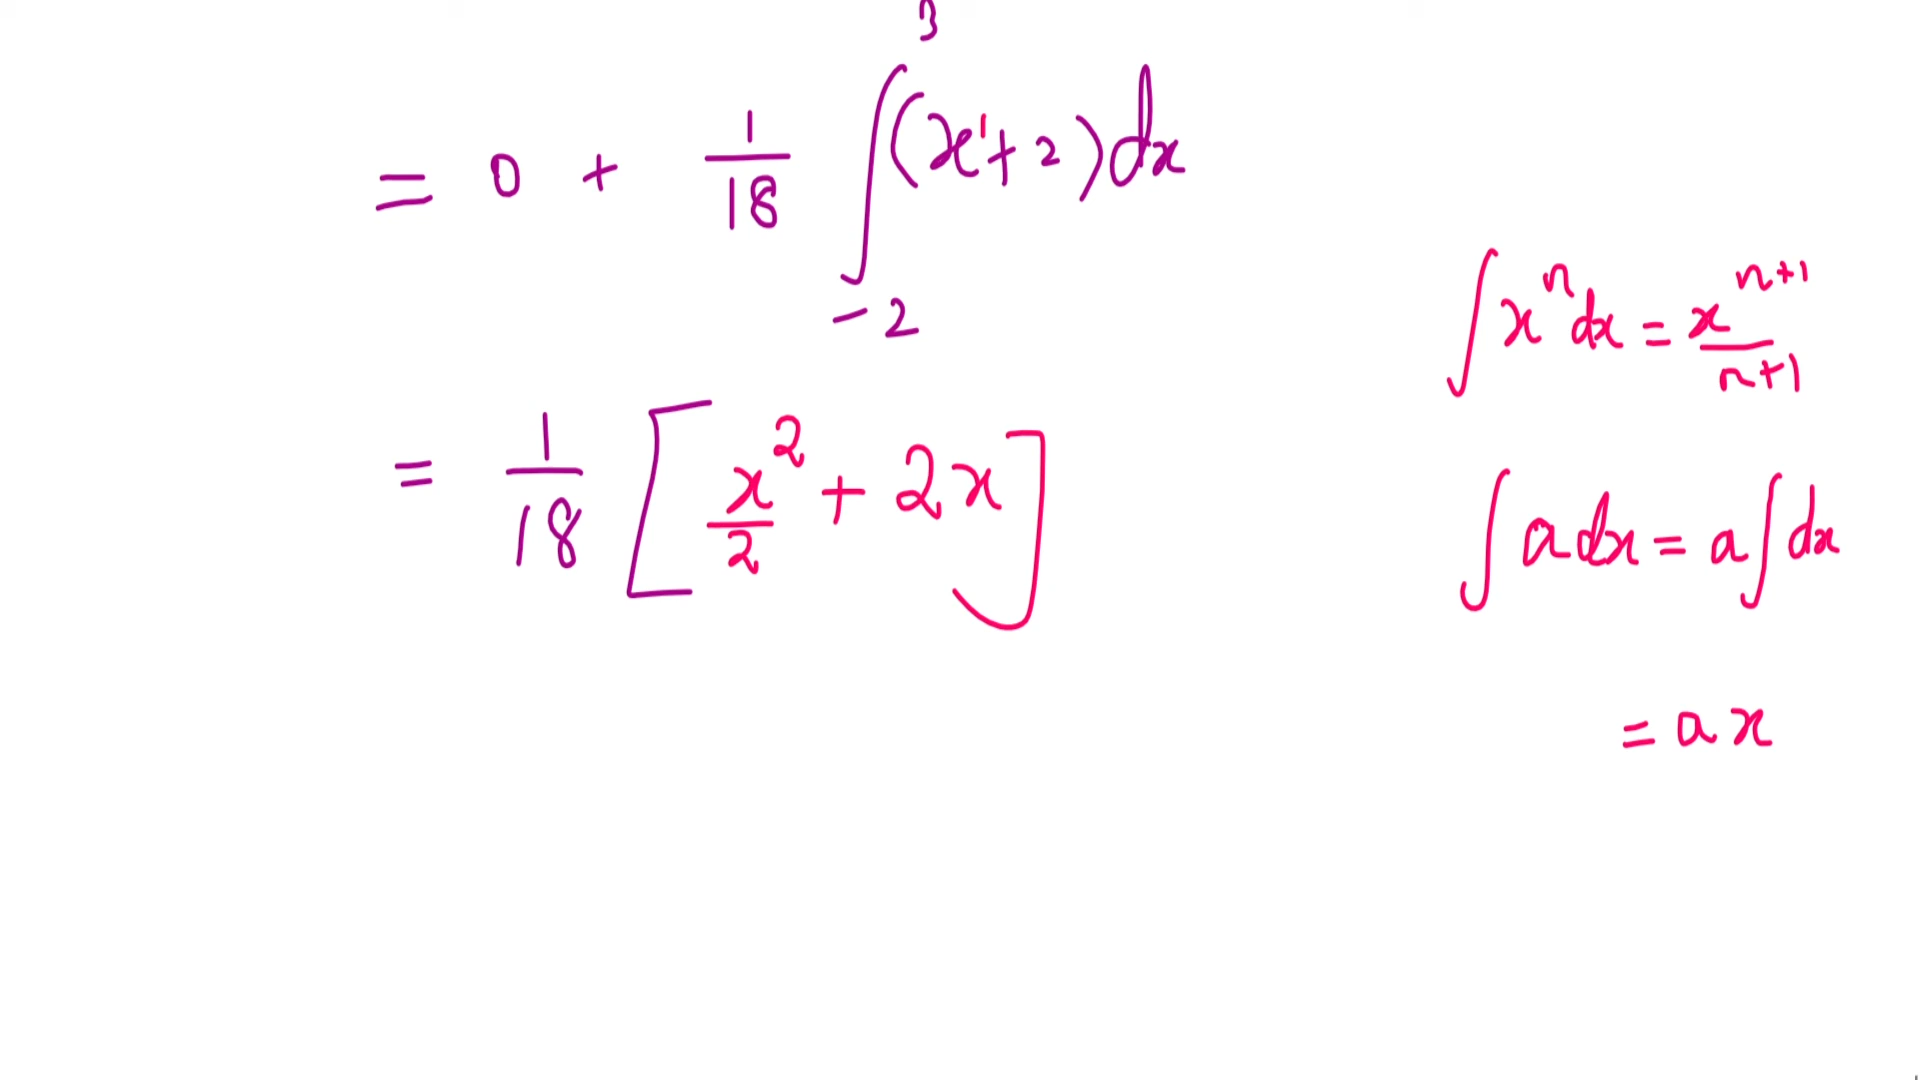 3
= 0 + 1/18 ∫ (x¹ + 2) dx
-2
∫ xⁿ dx = xⁿ⁺¹/n+1
= 1/18 [x²/2 + 2x]
∫ a dx = a ∫ dx
= ax